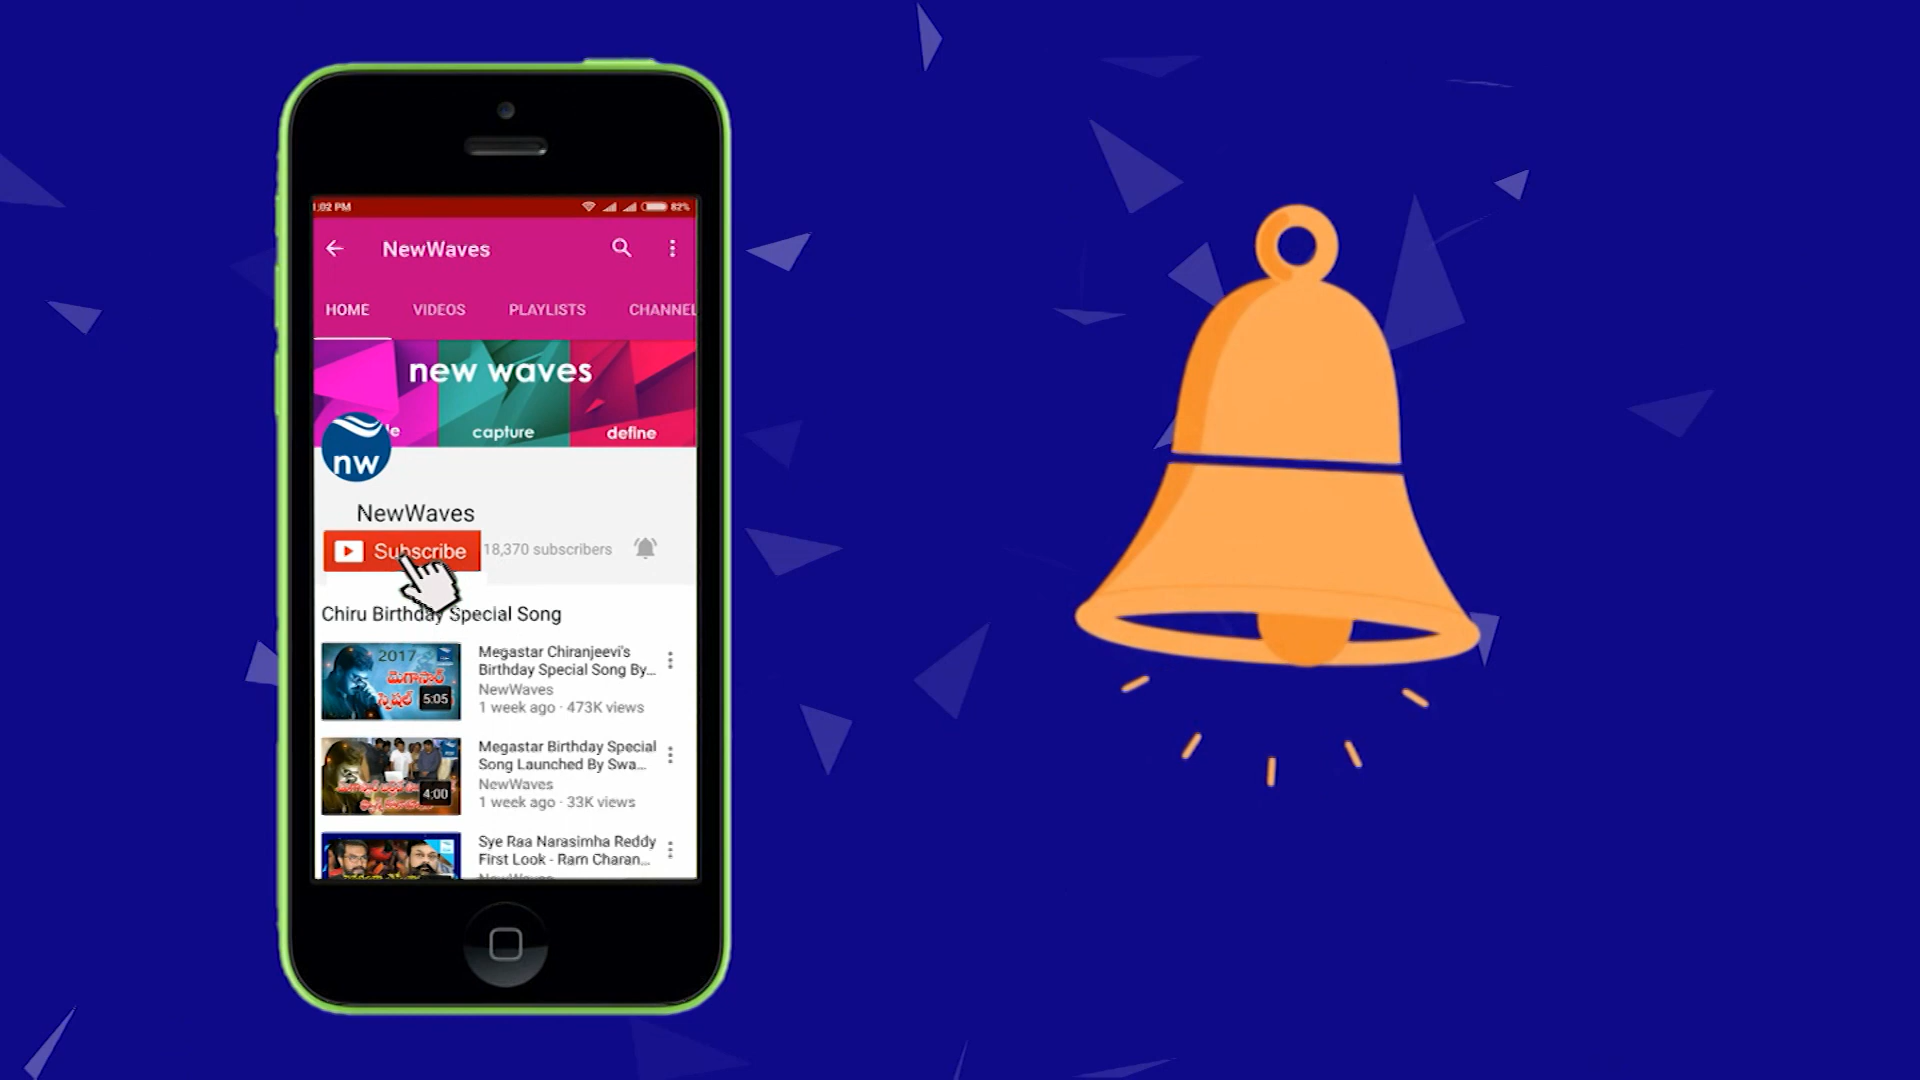 1:02 PM
82%
NewWaves
HOME VIDEOS PLAYLISTS CHANNEL
new waves
capture define
nw
NewWaves
Subscribe 18,370 subscribers
Chiru Birthday Special Song
2017
మెగాస్టార్
స్పెషల్
5:05
Megastar Chiranjeevi's
Birthday Special Song By...
NewWaves
1 week ago · 473K views
4:00
Megastar Birthday Special
Song Launched By Swa...
NewWaves
1 week ago · 33K views
Sye Raa Narasimha Reddy
First Look - Ram Charan...
NewWaves